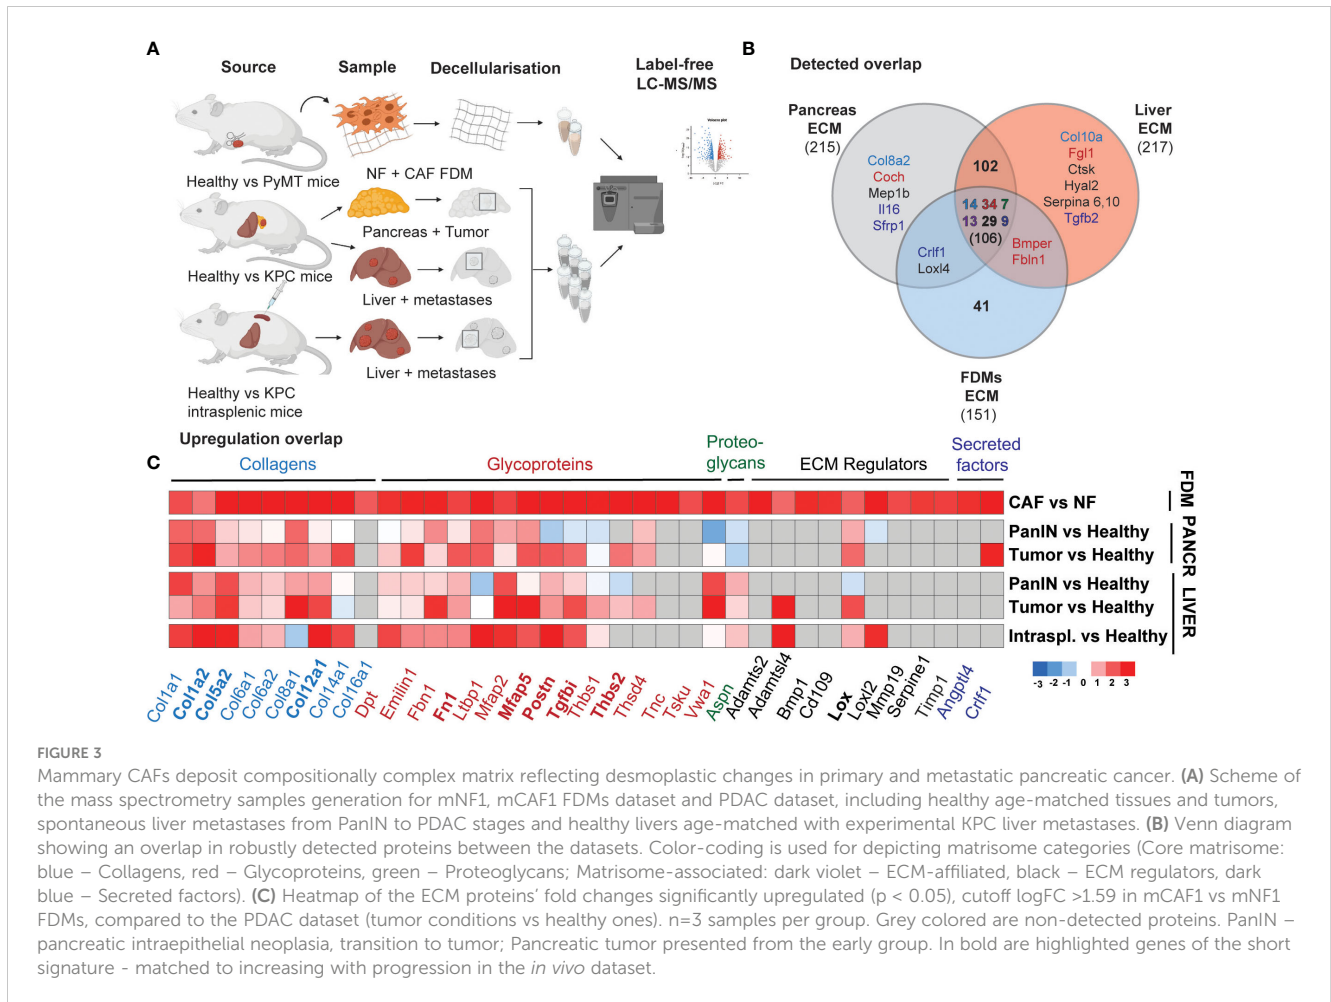 A
Source
Sample
Decellularisation
Label-free
LC-MS/MS
Volcano plot
Healthy vs PyMT mice
NF + CAF FDM
Pancreas + Tumor
Healthy vs KPC mice
Liver + metastases
Liver + metastases
Healthy vs KPC
intrasplenic mice
B
Detected overlap
Pancreas
ECM
(215)
Liver
ECM
(217)
Col8a2
Coch
Mep1b
Il16
Sfrp1
102
Col10a
Fgl1
Ctsk
Hyal2
Serpina 6,10
Tgfb2
14 34 7
13 29 9
(106)
Crlf1
Loxl4
Bmper
Fbln1
41
FDMs
ECM
(151)
Upregulation overlap
C
Collagens
Glycoproteins
Proteo-
glycans
ECM Regulators
Secreted
factors
CAF vs NF
PanIN vs Healthy
Tumor vs Healthy
PanIN vs Healthy
Tumor vs Healthy
Intraspl. vs Healthy
FDM
PANCR
LIVER
-3 -2 -1 0 1 2 3
Col1a1
Col1a2
Col5a2
Col6a1
Col6a2
Col8a1
Col12a1
Col14a1
Col16a1
Dpt
Emilin1
Fbn1
Fn1
Ltbp1
Mfap2
Mfap5
Postn
Tgfbi
Thbs1
Thbs2
Thsd4
Tnc
Tsku
Vwa1
Aspn
Adamts2
Adamtsl4
Bmp1
Cd109
Lox
Loxl2
Mmp19
Serpine1
Timp1
Angptl4
Crlf1
FIGURE 3
Mammary CAFs deposit compositionally complex matrix reflecting desmoplastic changes in primary and metastatic pancreatic cancer. (A) Scheme of
the mass spectrometry samples generation for mNF1, mCAF1 FDMs dataset and PDAC dataset, including healthy age-matched tissues and tumors,
spontaneous liver metastases from PanIN to PDAC stages and healthy livers age-matched with experimental KPC liver metastases. (B) Venn diagram
showing an overlap in robustly detected proteins between the datasets. Color-coding is used for depicting matrisome categories (Core matrisome:
blue – Collagens, red – Glycoproteins, green – Proteoglycans; Matrisome-associated: dark violet – ECM-affiliated, black – ECM regulators, dark
blue – Secreted factors). (C) Heatmap of the ECM proteins' fold changes significantly upregulated (p < 0.05), cutoff logFC >1.59 in mCAF1 vs mNF1
FDMs, compared to the PDAC dataset (tumor conditions vs healthy ones). n=3 samples per group. Grey colored are non-detected proteins. PanIN –
pancreatic intraepithelial neoplasia, transition to tumor; Pancreatic tumor presented from the early group. In bold are highlighted genes of the short
signature - matched to increasing with progression in the in vivo dataset.